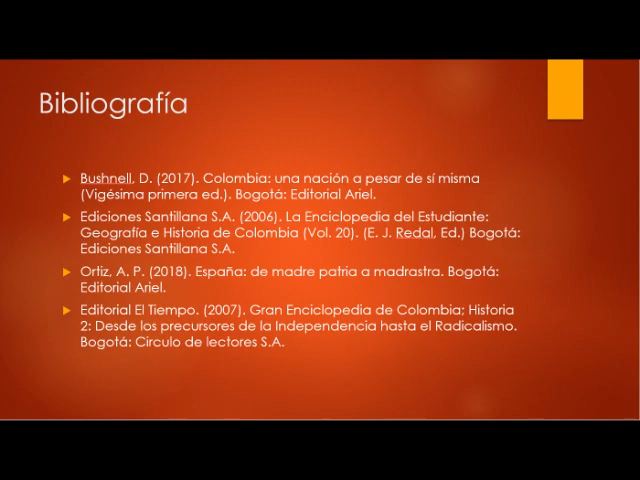 Bibliografía
Bushnell, D. (2017). Colombia: una nación a pesar de sí misma
(Vigésima primera ed.). Bogotá: Editorial Ariel.
Ediciones Santillana S.A. (2006). La Enciclopedia del Estudiante:
Geografía e Historia de Colombia (Vol. 20). (E. J. Redal, Ed.) Bogotá:
Ediciones Santillana S.A.
Ortiz, A. P. (2018). España: de madre patria a madrastra. Bogotá:
Editorial Ariel.
Editorial El Tiempo. (2007). Gran Enciclopedia de Colombia; Historia
2: Desde los precursores de la Independencia hasta el Radicalismo.
Bogotá: Circulo de lectores S.A.